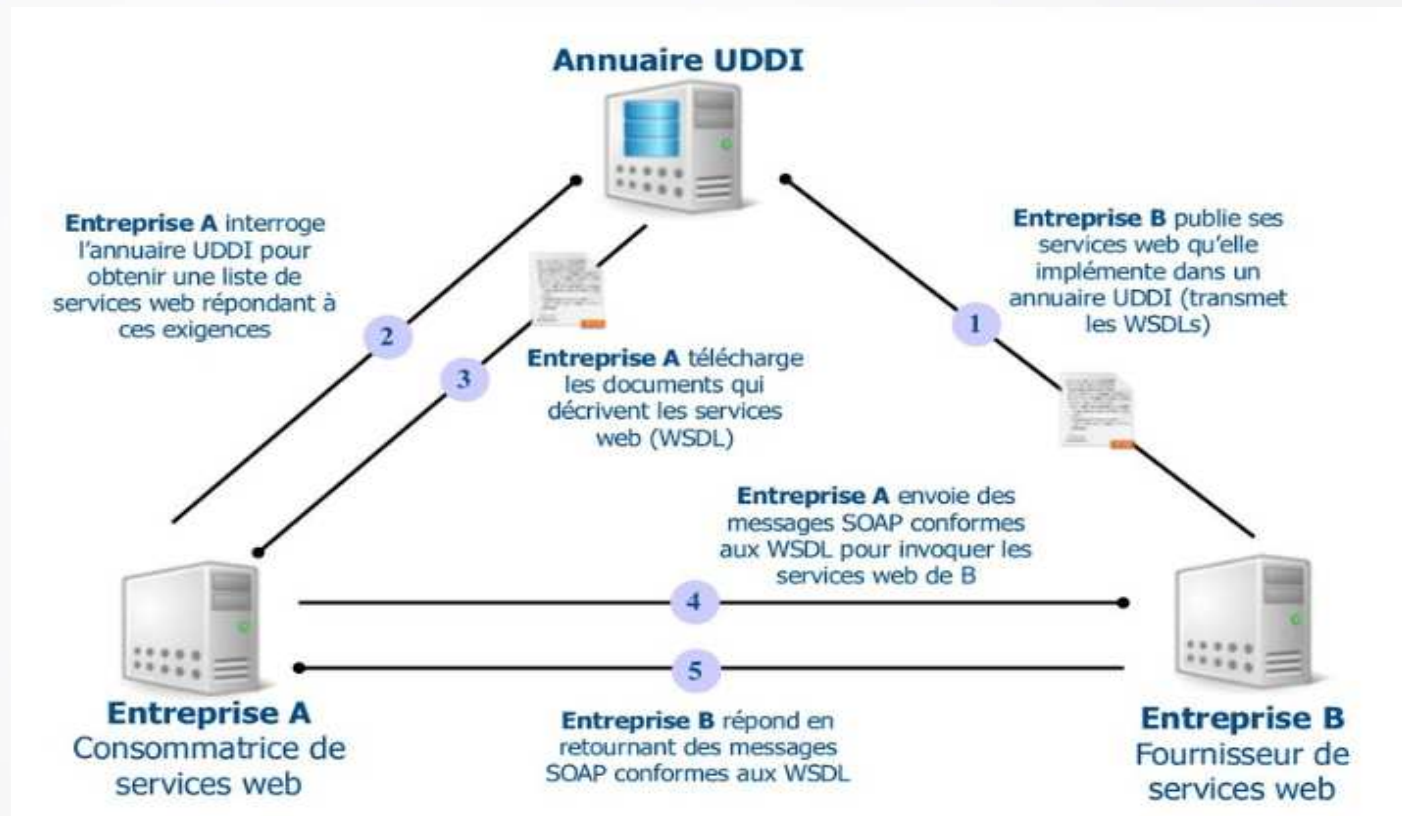 Annuaire UDDI
Entreprise A interroge
l'annuaire UDDI pour
obtenir une liste de
services web répondant à
ces exigences
2
3
Entreprise A télécharge
les documents qui
décrivent les services
web (WSDL)
Entreprise B publie ses
services web qu'elle
implémente dans un
annuaire UDDI (transmet
les WSDLs)
1
Entreprise A envoie des
messages SOAP conformes
aux WSDL pour invoquer les
services web de B
4
5
Entreprise B répond en
retournant des messages
SOAP conformes aux WSDL
Entreprise A
Consommatrice de
services web
Entreprise B
Fournisseur de
services web